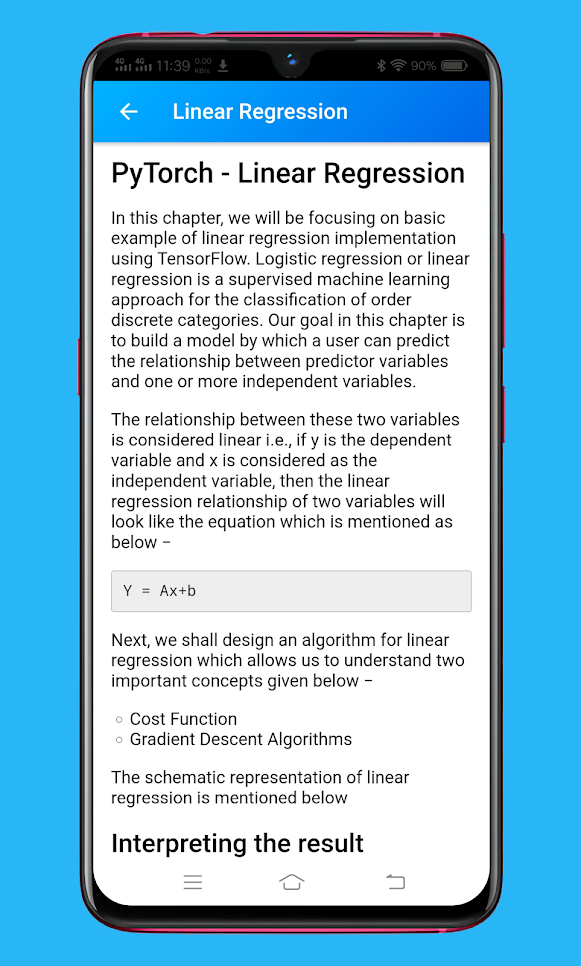 4G 4G 11:39 0.00 KB/s 90%
Linear Regression
PyTorch - Linear Regression
In this chapter, we will be focusing on basic
example of linear regression implementation
using TensorFlow. Logistic regression or linear
regression is a supervised machine learning
approach for the classification of order
discrete categories. Our goal in this chapter is
to build a model by which a user can predict
the relationship between predictor variables
and one or more independent variables.
The relationship between these two variables
is considered linear i.e., if y is the dependent
variable and x is considered as the
independent variable, then the linear
regression relationship of two variables will
look like the equation which is mentioned as
below −
Y = Ax+b
Next, we shall design an algorithm for linear
regression which allows us to understand two
important concepts given below −
○ Cost Function
○ Gradient Descent Algorithms
The schematic representation of linear
regression is mentioned below
Interpreting the result